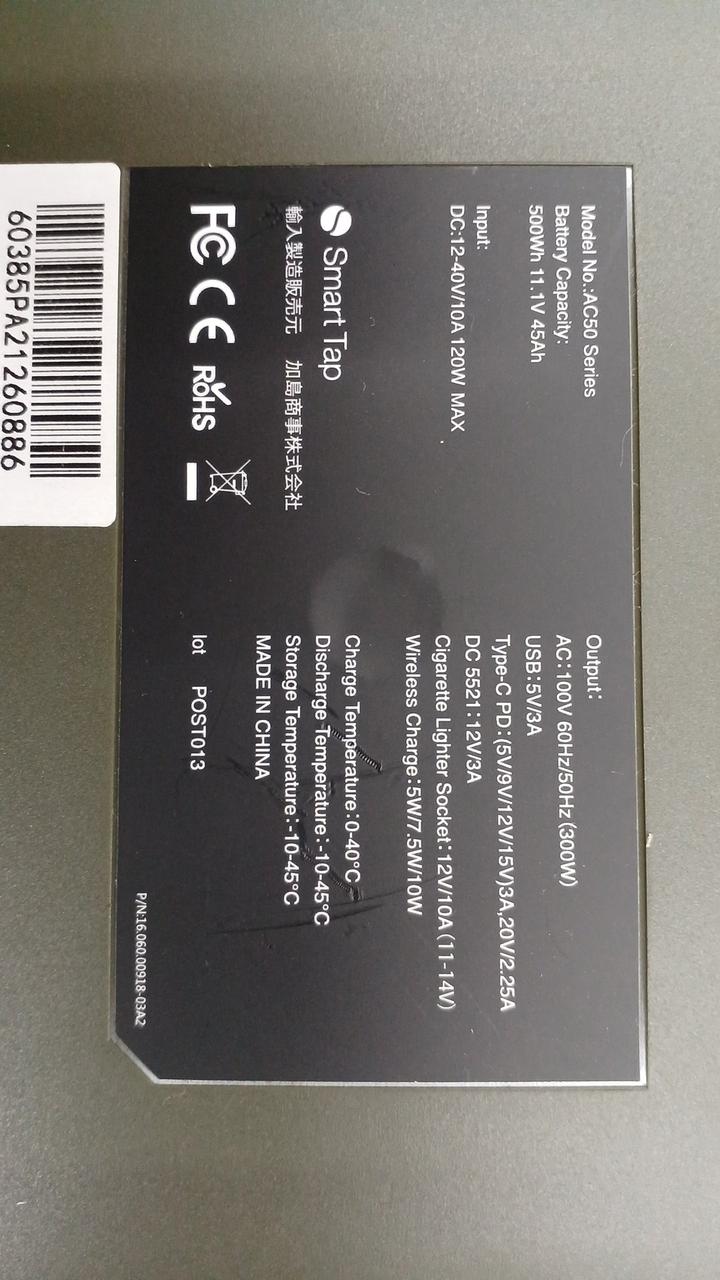 Model No.:AC50 Series
Battery Capacity:
500Wh 11.1V 45Ah
Input:
DC:12-40V/10A 120W MAX
Smart Tap
輸入製造販売元 加島商事株式会社
FC CE RoHS
Output:
AC:100V 60Hz/50Hz (300W)
USB:5V/3A
Type-C PD:(5V/9V/12V/15V)3A,20V/2.25A
DC 5521:12V/3A
Cigarette Lighter Socket:12V/10A (11-14V)
Wireless Charge:5W/7.5W/10W
Charge Temperature:0-40°C
Discharge Temperature:-10-45°C
Storage Temperature:-10-45°C
MADE IN CHINA
lot POST013
P/N:16.060.00918-03A2
60385PA21260886